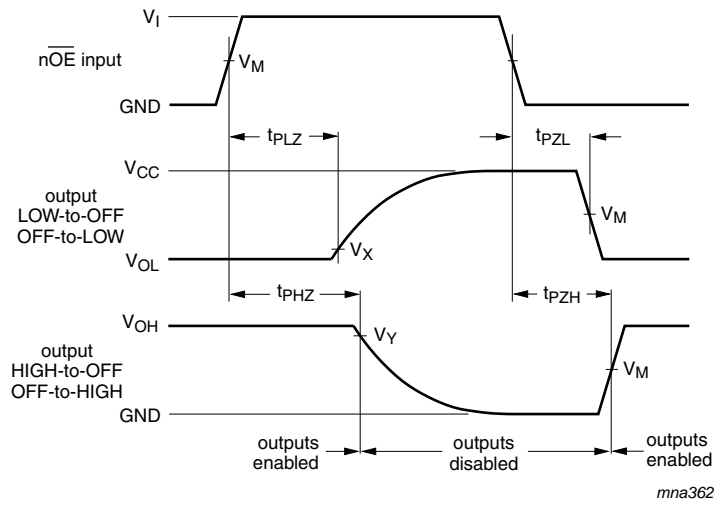 V_I
nO̅E̅ input
V_M
GND
t_PLZ
t_PZL
V_CC
output
LOW-to-OFF
OFF-to-LOW
V_M
V_X
V_OL
t_PHZ
t_PZH
V_OH
V_Y
output
HIGH-to-OFF
OFF-to-HIGH
V_M
GND
outputs
enabled
outputs
disabled
outputs
enabled
mna362